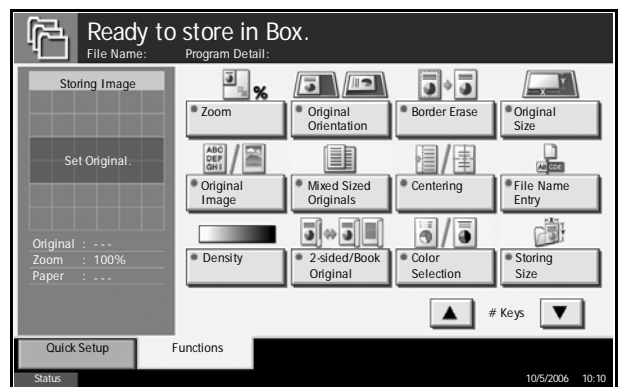 Ready to store in Box.
File Name: Program Detail:
Storing Image
Set Original.
Original : ---
Zoom : 100%
Paper : ---
%
Zoom
Original
Orientation
Border Erase
X Y
Original
Size
ABC
DEF
GHI
Original
Image
Mixed Sized
Originals
Centering
AB CDE
File Name
Entry
Density
2-sided/Book
Original
Color
Selection
Storing
Size
# Keys
Quick Setup
Functions
Status
10/5/2006 10:10